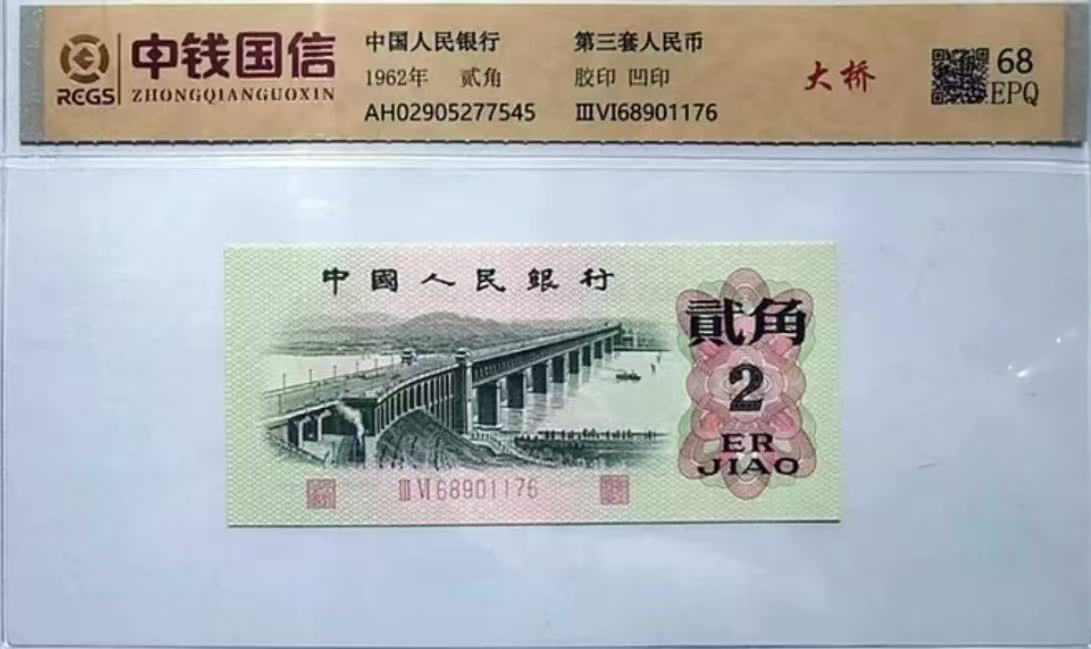 中钱国信
RCGS ZHONGQIANGUOXIN
中国人民银行 第三套人民币
1962年 贰角 胶印 凹印
AH02905277545 ⅢⅥ68901176
大桥
68
EPQ
中國人民銀行
貳角
2
ER
JIAO
ⅢⅥ68901176